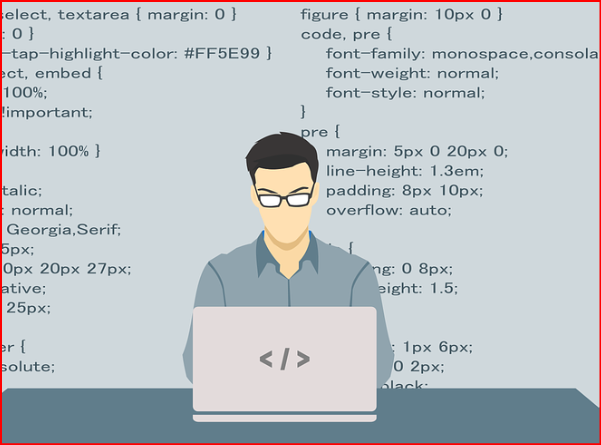 select, textarea { margin: 0 }
: 0 }
-tap-highlight-color: #FF5E99 }
ect, embed {
100%;
!important;
width: 100% }
italic;
: normal;
Georgia,Serif;
5px;
0px 20px 27px;
ative;
25px;
er {
solute;
figure { margin: 10px 0 }
code, pre {
font-family: monospace,consola
font-weight: normal;
font-style: normal;
}
pre {
margin: 5px 0 20px 0;
line-height: 1.3em;
padding: 8px 10px;
overflow: auto;
{
ng: 0 8px;
eight: 1.5;
: 1px 6px;
0 2px;
black;
</>